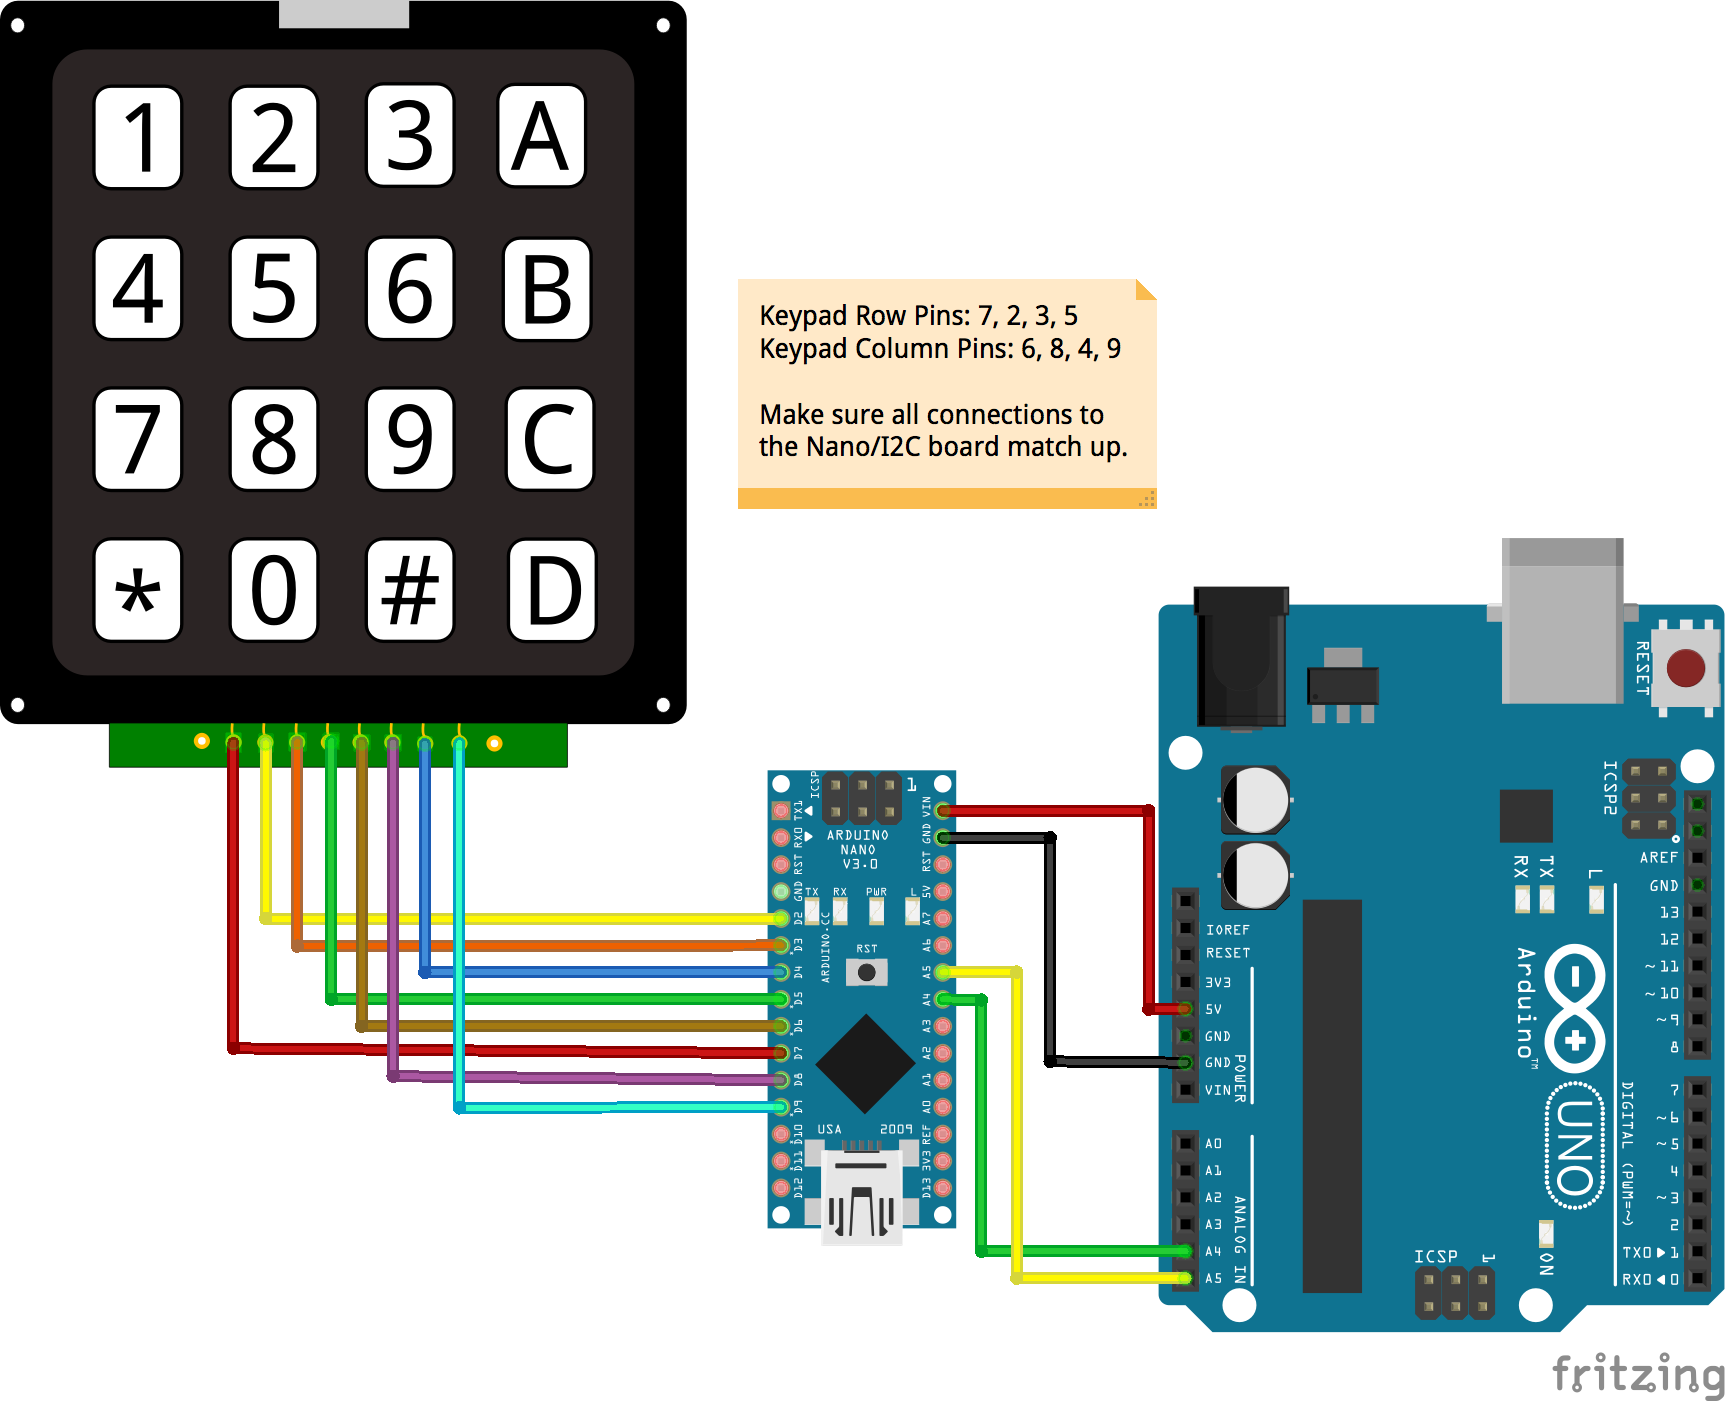 1 2 3 A
4 5 6 B
7 8 9 C
* 0 # D
Keypad Row Pins: 7, 2, 3, 5
Keypad Column Pins: 6, 8, 4, 9
Make sure all connections to
the Nano/I2C board match up.
ICSP
1
ARDUINO
NANO
V3.0
TX1
RX0
RST
GND
D2
D3
D4
D5
D6
D7
D8
D9
D10
D11
D12
VIN
GND
RST
5V
A7
A6
A5
A4
A3
A2
A1
A0
REF
3V3
D13
TX RX PWR L
ARDUINO.CC
RST
USA 2009
RESET
ICSP2
IOREF
RESET
3V3
5V
GND
GND
VIN
POWER
A0
A1
A2
A3
A4
A5
ANALOG IN
RX
TX
L
Arduino™
UNO
AREF
GND
13
12
~11
~10
~9
8
7
~6
~5
4
~3
2
TX0▶1
RX0◀0
DIGITAL (PWM=~)
ON
ICSP 1
fritzing